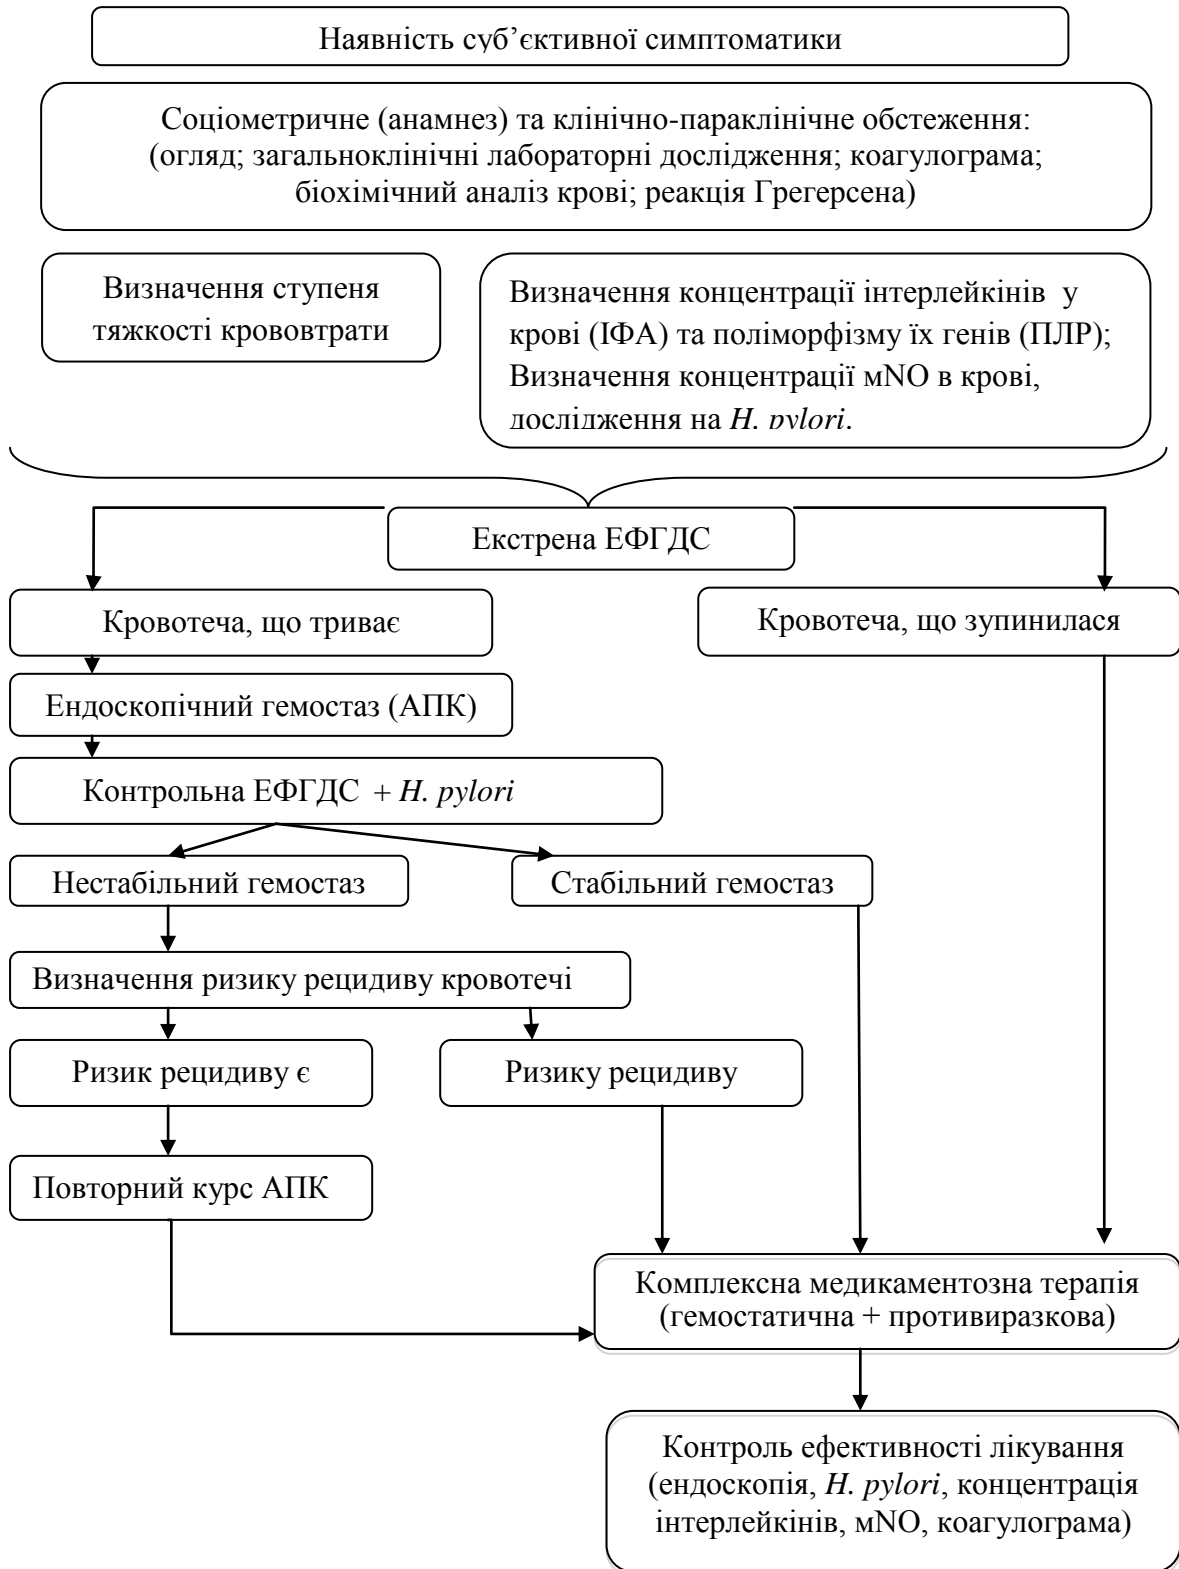 Наявність суб’єктивної симптоматики
Соціометричне (анамнез) та клінічно-параклінічне обстеження:
(огляд; загальноклінічні лабораторні дослідження; коагулограма;
біохімічний аналіз крові; реакція Грегерсена)
Визначення ступеня
тяжкості крововтрати
Визначення концентрації інтерлейкінів у
крові (ІФА) та поліморфізму їх генів (ПЛР);
Визначення концентрації мNO в крові,
дослідження на H. pylori.
Екстрена ЕФГДС
Кровотеча, що триває
Кровотеча, що зупинилася
Ендоскопічний гемостаз (АПК)
Контрольна ЕФГДС + H. pylori
Нестабільний гемостаз
Стабільний гемостаз
Визначення ризику рецидиву кровотечі
Ризик рецидиву є
Ризику рецидиву
Повторний курс АПК
Комплексна медикаментозна терапія
(гемостатична + противиразкова)
Контроль ефективності лікування
(ендоскопія, H. pylori, концентрація
інтерлейкінів, мNO, коагулограма)